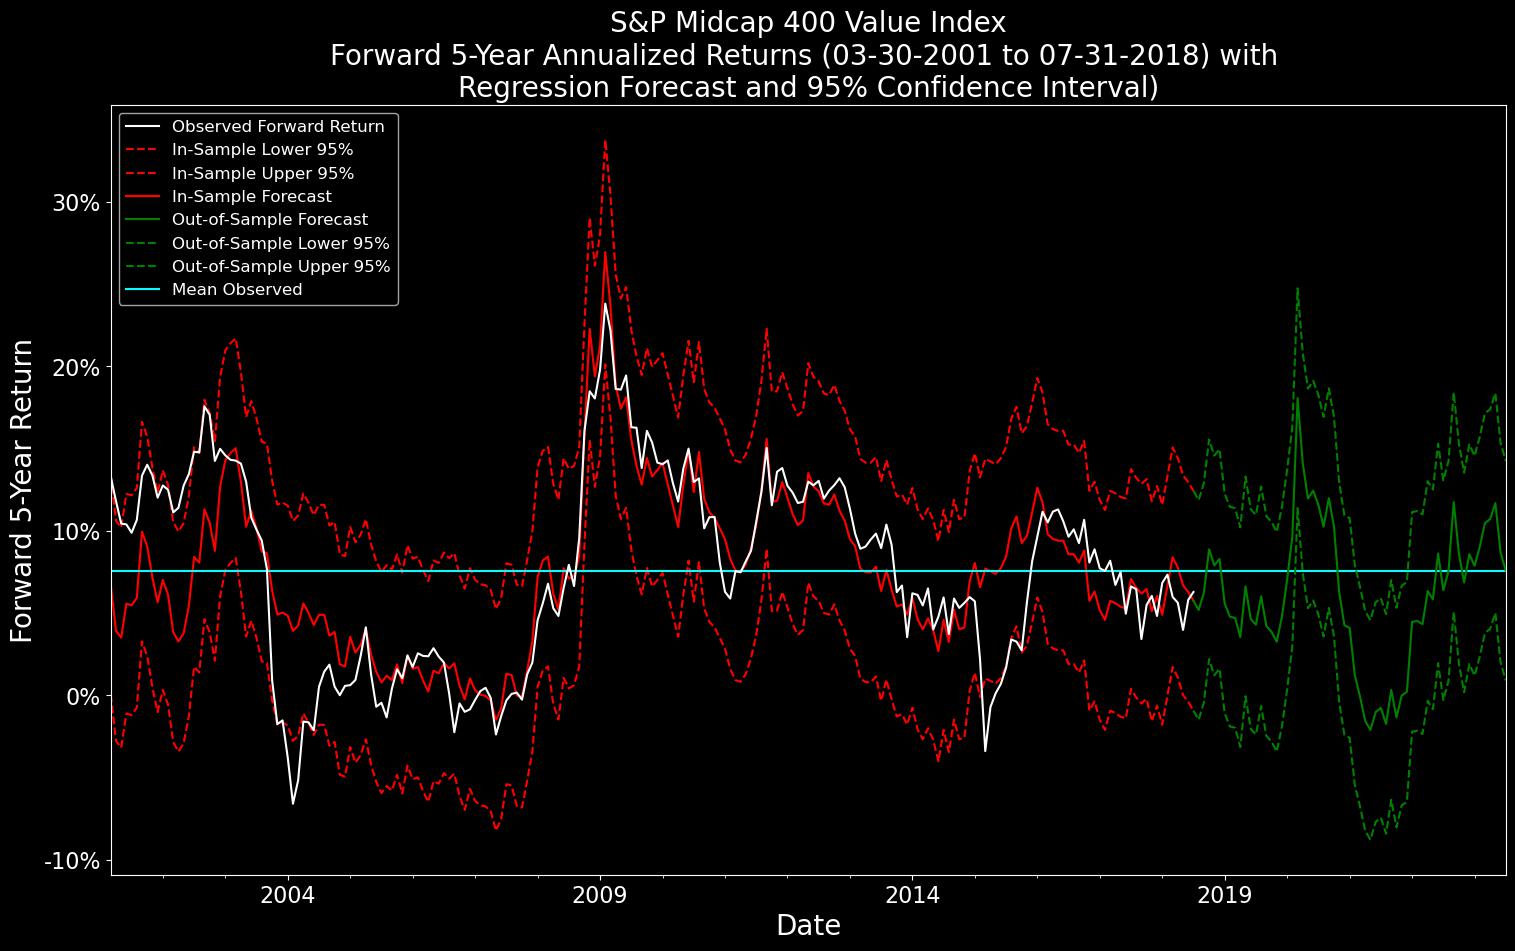 S&P Midcap 400 Value Index
Forward 5-Year Annualized Returns (03-30-2001 to 07-31-2018) with
Regression Forecast and 95% Confidence Interval)
Observed Forward Return
In-Sample Lower 95%
In-Sample Upper 95%
In-Sample Forecast
Out-of-Sample Forecast
Out-of-Sample Lower 95%
Out-of-Sample Upper 95%
Mean Observed
Forward 5-Year Return
30%
20%
10%
0%
-10%
2004
2009
2014
2019
Date